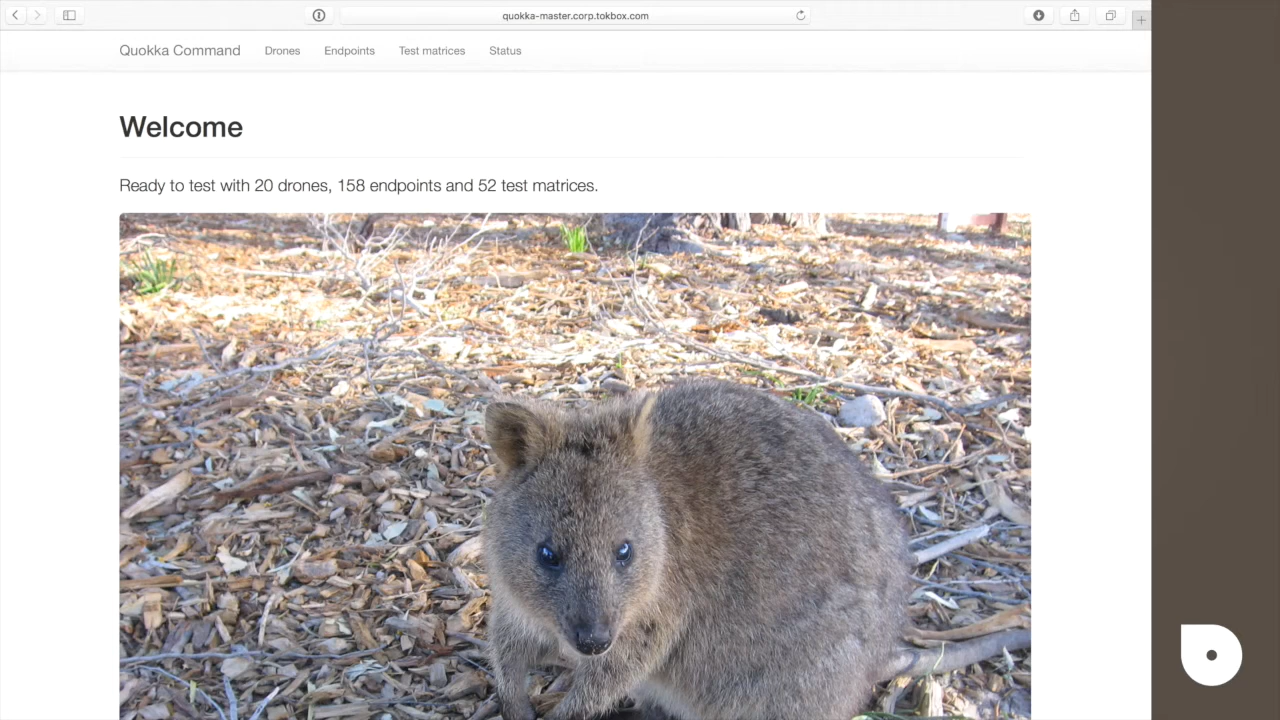 quokka-master.corp.tokbox.com
Quokka Command Drones Endpoints Test matrices Status
Welcome
Ready to test with 20 drones, 158 endpoints and 52 test matrices.